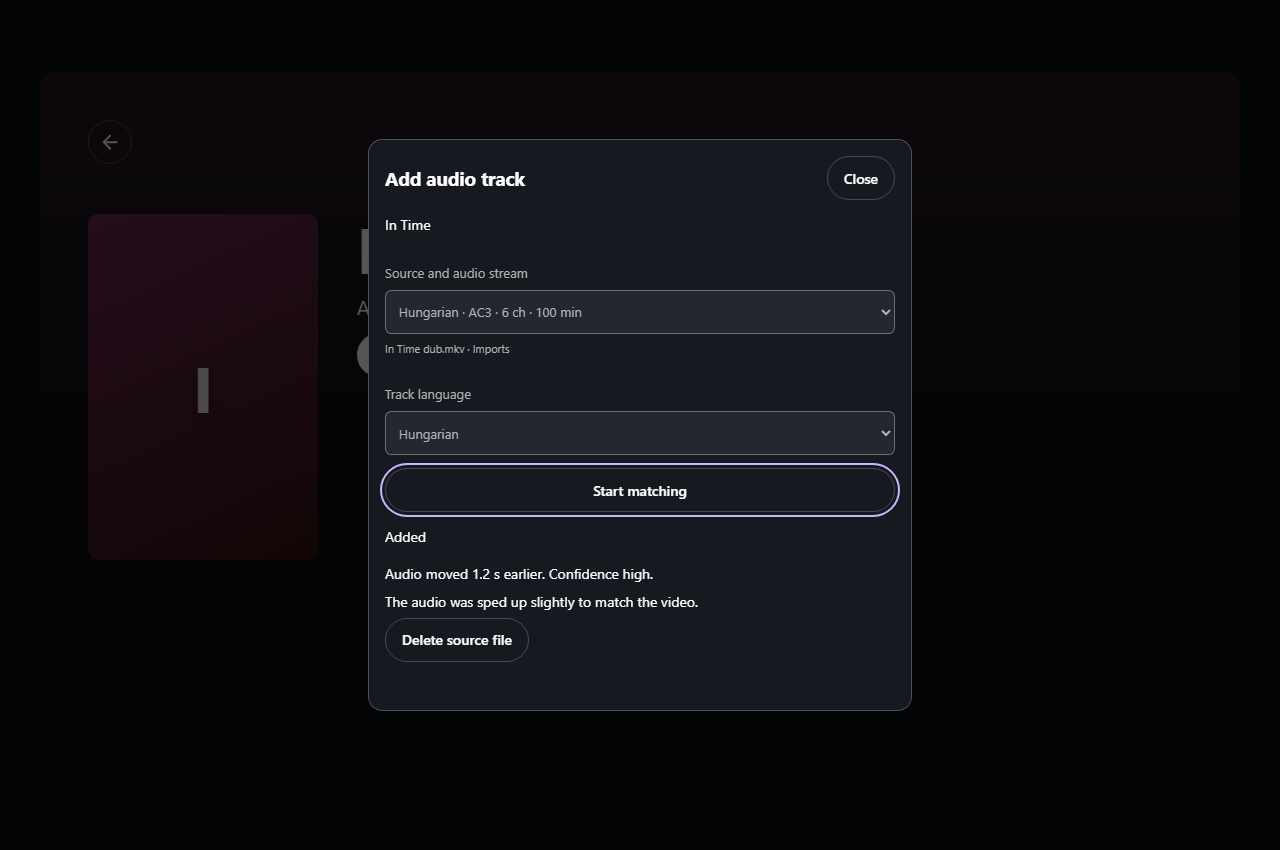 Add audio track
Close
In Time
Source and audio stream
Hungarian · AC3 · 6 ch · 100 min
In Time dub.mkv · Imports
Track language
Hungarian
Start matching
Added
Audio moved 1.2 s earlier. Confidence high.
The audio was sped up slightly to match the video.
Delete source file
I
I
A